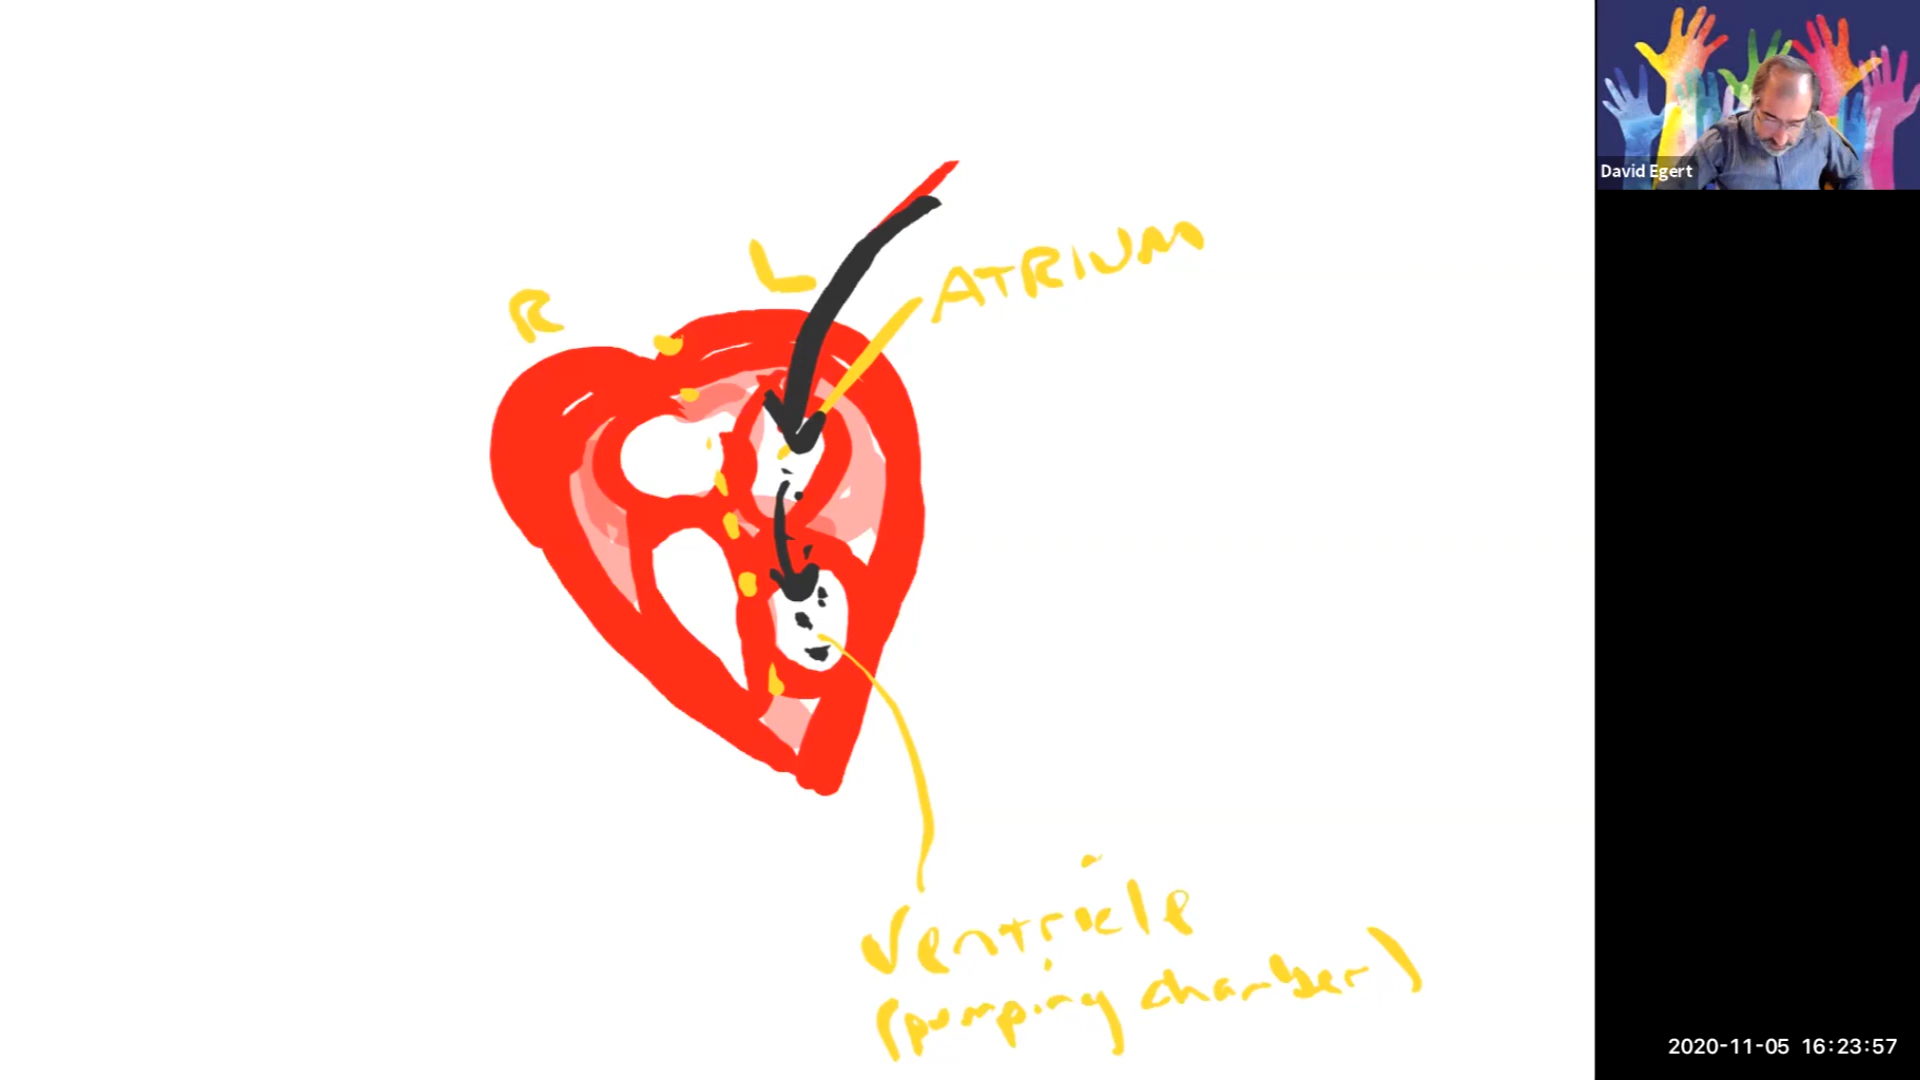 David Egert
L
ATRIUM
R
Ventricle
(pumping chamber)
2020-11-05 16:23:57